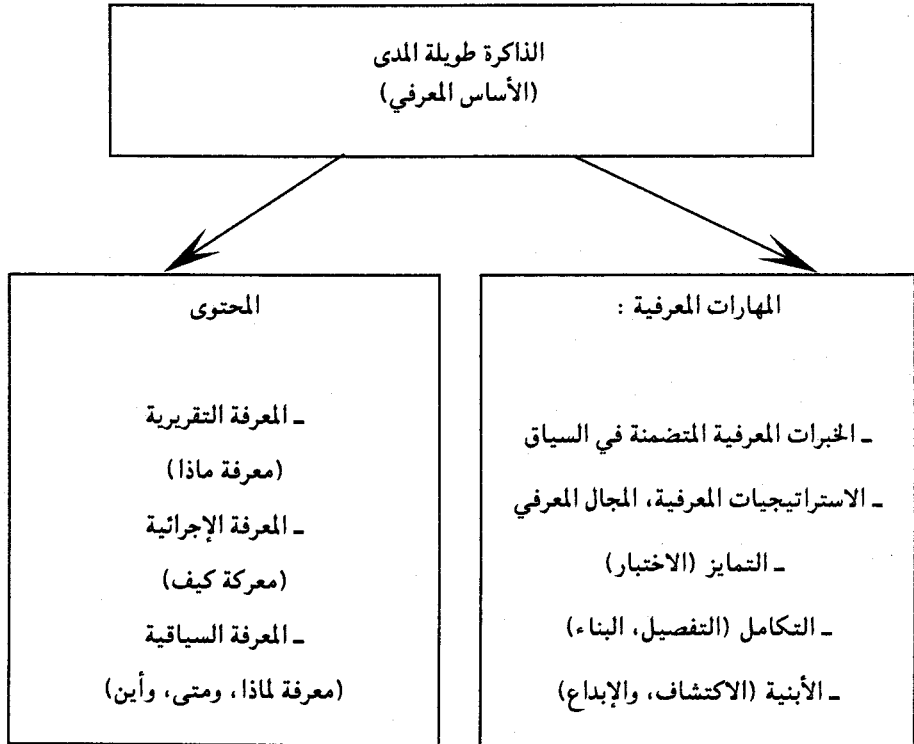 الذاكرة طويلة المدى
(الأساس المعرفي)
المهارات المعرفية :
ـ الخبرات المعرفية المتضمنة في السياق
ـ الاستراتيجيات المعرفية، المجال المعرفي
ـ التمايز (الاختبار)
ـ التكامل (التفصيل، البناء)
ـ الأبنية (الاكتشاف، والإبداع)
المحتوى
ـ المعرفة التقريرية
(معرفة ماذا)
ـ المعرفة الإجرائية
(معركة كيف)
ـ المعرفة السياقية
(معرفة لماذا، ومتى، وأين)